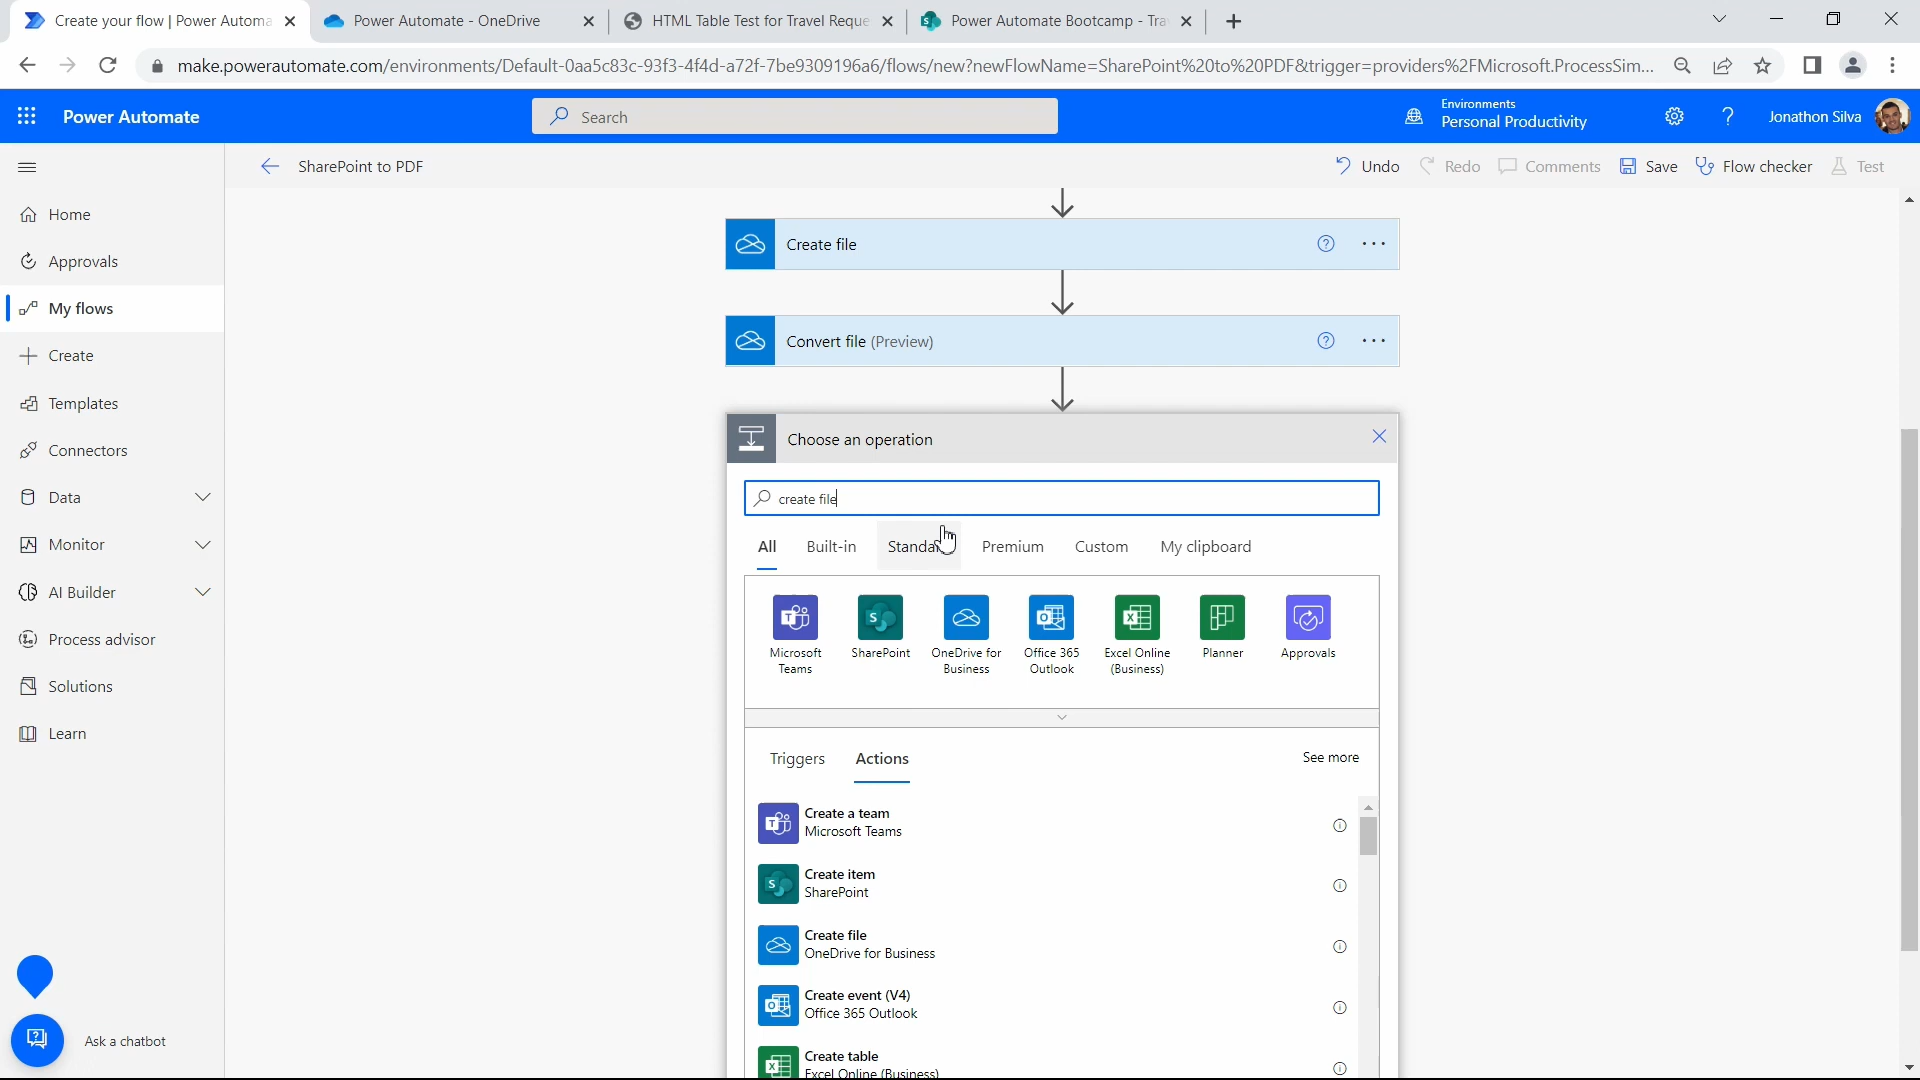 Create your flow | Power Automa
Power Automate - OneDrive
HTML Table Test for Travel Reque
Power Automate Bootcamp - Tra
make.powerautomate.com/environments/Default-0aa5c83c-93f3-4f4d-a72f-7be9309196a6/flows/new?newFlowName=SharePoint%20to%20PDF&trigger=providers%2FMicrosoft.ProcessSim...
Power Automate
Search
Environments
Personal Productivity
Jonathon Silva
SharePoint to PDF
Undo
Redo
Comments
Save
Flow checker
Test
Home
Approvals
My flows
Create
Templates
Connectors
Data
Monitor
AI Builder
Process advisor
Solutions
Learn
Ask a chatbot
Create file
Convert file (Preview)
Choose an operation
create file
All
Built-in
Standard
Premium
Custom
My clipboard
Microsoft
Teams
SharePoint
OneDrive for
Business
Office 365
Outlook
Excel Online
(Business)
Planner
Approvals
Triggers
Actions
See more
Create a team
Microsoft Teams
Create item
SharePoint
Create file
OneDrive for Business
Create event (V4)
Office 365 Outlook
Create table
Excel Online (Business)